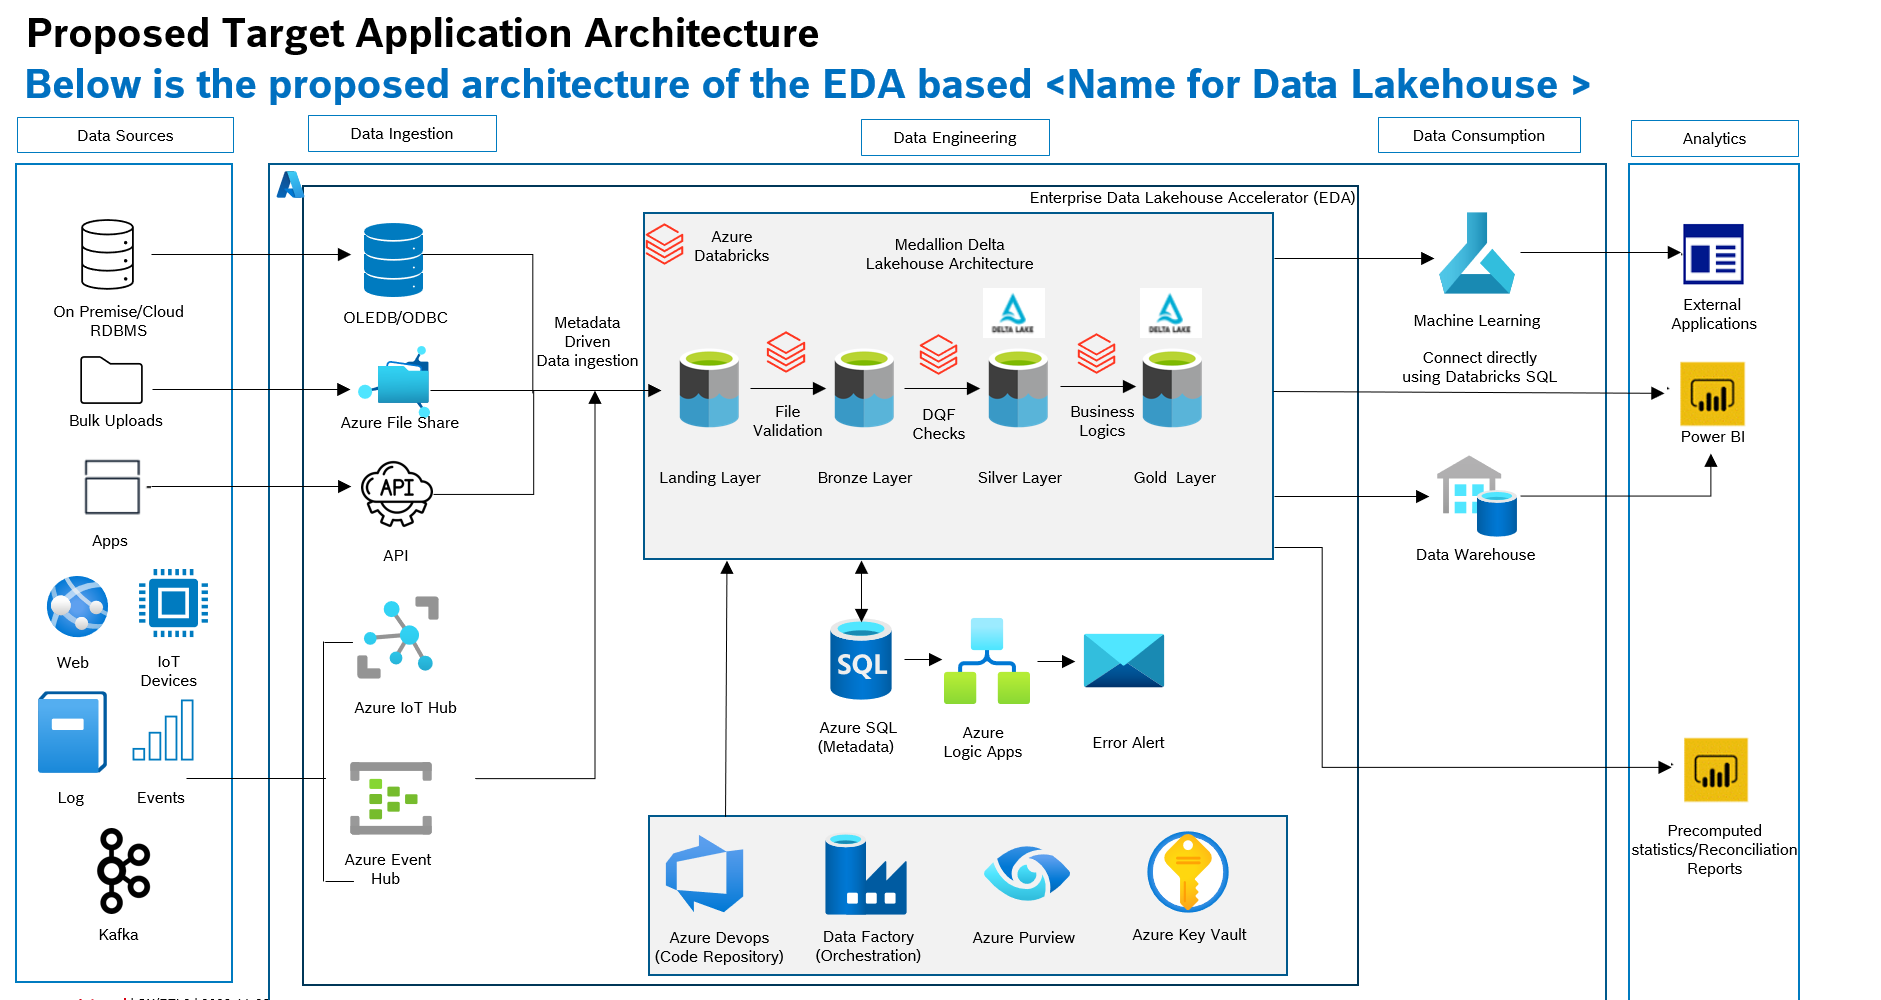 Proposed Target Application Architecture
Below is the proposed architecture of the EDA based <Name for Data Lakehouse >
Data Sources
Data Ingestion
Data Engineering
Data Consumption
Analytics
On Premise/Cloud
RDBMS
Bulk Uploads
Apps
Web
IoT
Devices
Log
Events
Kafka
OLEDB/ODBC
Azure File Share
API
API
Azure IoT Hub
Azure Event
Hub
Metadata
Driven
Data ingestion
Enterprise Data Lakehouse Accelerator (EDA)
Azure
Databricks
Medallion Delta
Lakehouse Architecture
DELTA LAKE
DELTA LAKE
File
Validation
DQF
Checks
Business
Logics
Landing Layer
Bronze Layer
Silver Layer
Gold  Layer
SQL
Azure SQL
(Metadata)
Azure
Logic Apps
Error Alert
Azure Devops
(Code Repository)
Data Factory
(Orchestration)
Azure Purview
Azure Key Vault
Machine Learning
Connect directly
using Databricks SQL
Data Warehouse
External
Applications
Power BI
Precomputed
statistics/Reconciliation
Reports